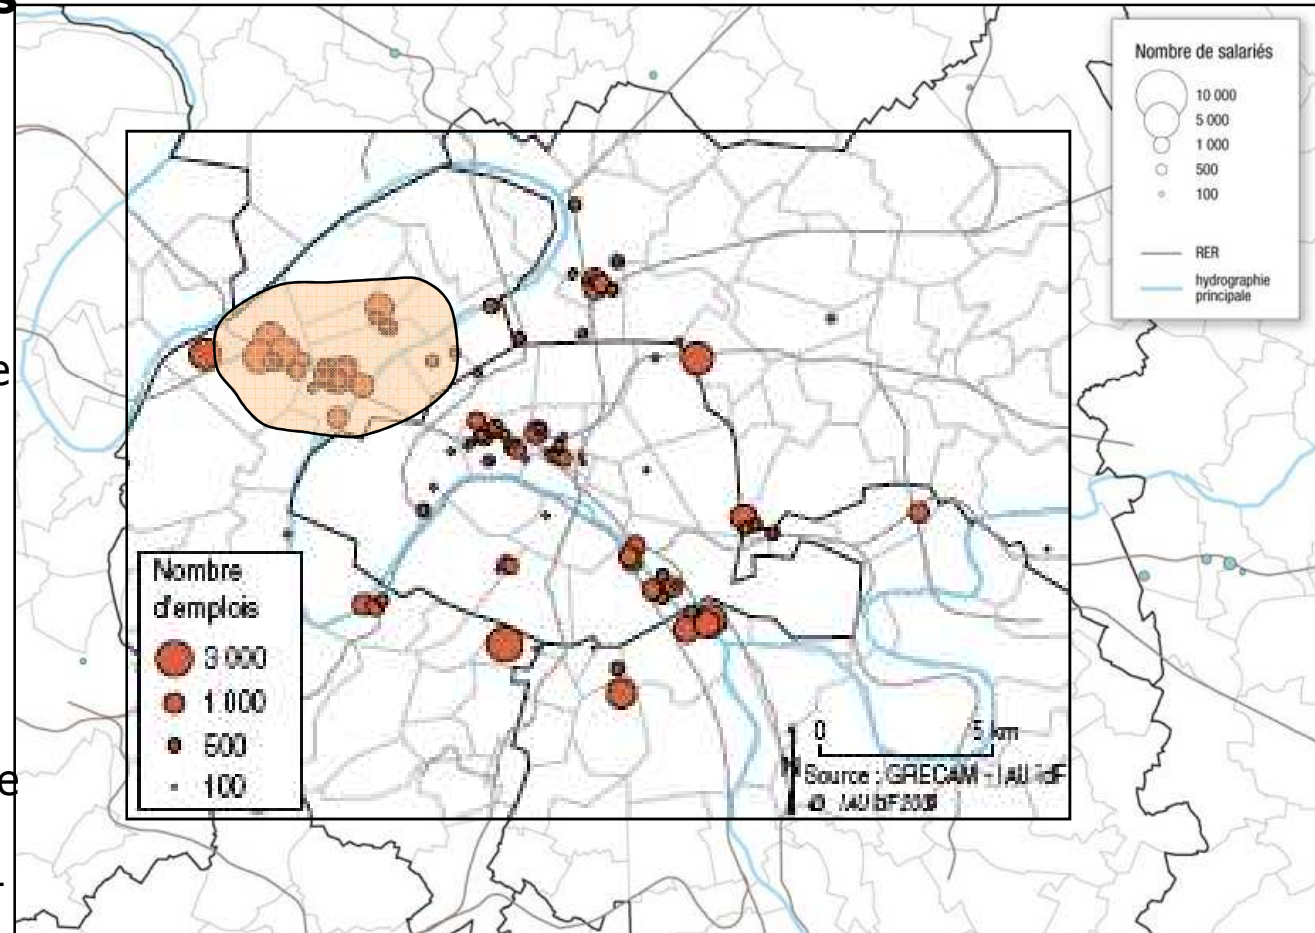 s
e
e
Nombre de salariés
10 000
5 000
1 000
500
100
RER
hydrographie
principale
Nombre
d'emplois
3 000
1 000
500
100
0 5 km
N
Source : GRECAM - IAU îdF